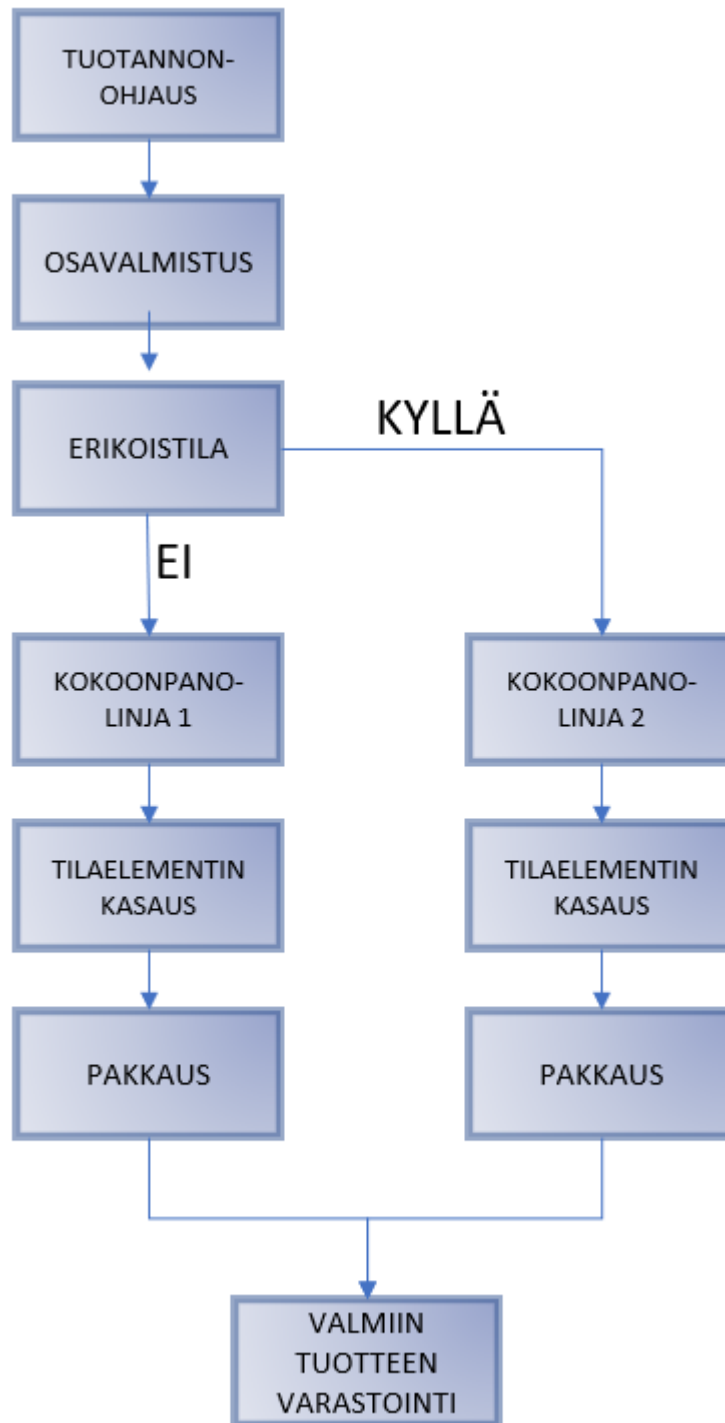 TUOTANNON-
OHJAUS
OSAVALMISTUS
ERIKOISTILA
KYLLÄ
EI
KOKOONPANO-
LINJA 1
KOKOONPANO-
LINJA 2
TILAELEMENTIN
KASAUS
TILAELEMENTIN
KASAUS
PAKKAUS
PAKKAUS
VALMIIN
TUOTTEEN
VARASTOINTI